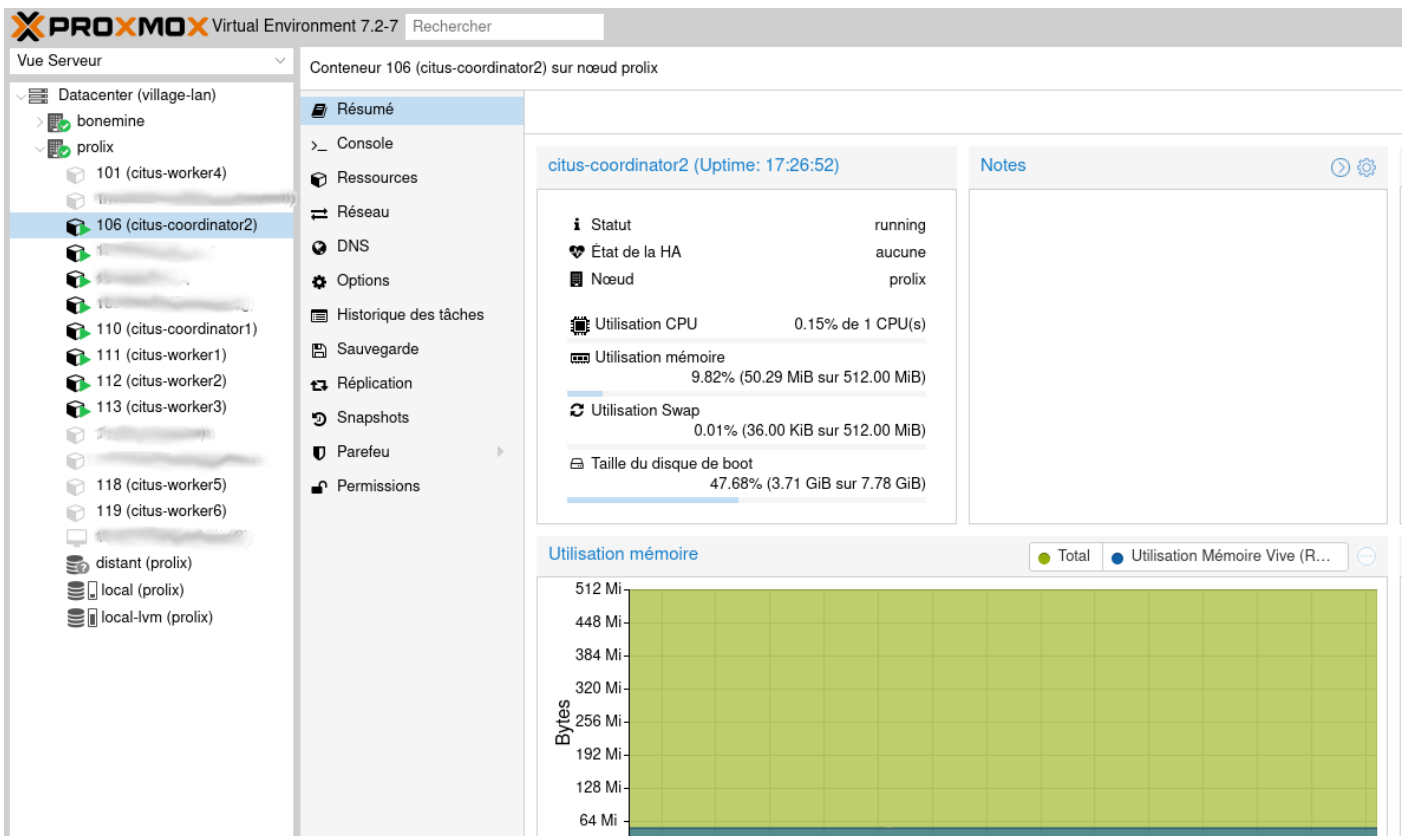 PROXMOX Virtual Environment 7.2-7 Rechercher
Vue Serveur
Datacenter (village-lan)
bonemine
prolix
101 (citus-worker4)
106 (citus-coordinator2)
110 (citus-coordinator1)
111 (citus-worker1)
112 (citus-worker2)
113 (citus-worker3)
118 (citus-worker5)
119 (citus-worker6)
distant (prolix)
local (prolix)
local-lvm (prolix)
Conteneur 106 (citus-coordinator2) sur nœud prolix
Résumé
Console
Ressources
Réseau
DNS
Options
Historique des tâches
Sauvegarde
Réplication
Snapshots
Parefeu
Permissions
citus-coordinator2 (Uptime: 17:26:52)
Statut running
État de la HA aucune
Nœud prolix
Utilisation CPU 0.15% de 1 CPU(s)
Utilisation mémoire
9.82% (50.29 MiB sur 512.00 MiB)
Utilisation Swap
0.01% (36.00 KiB sur 512.00 MiB)
Taille du disque de boot
47.68% (3.71 GiB sur 7.78 GiB)
Notes
Utilisation mémoire
Total Utilisation Mémoire Vive (R...
Bytes
512 Mi
448 Mi
384 Mi
320 Mi
256 Mi
192 Mi
128 Mi
64 Mi